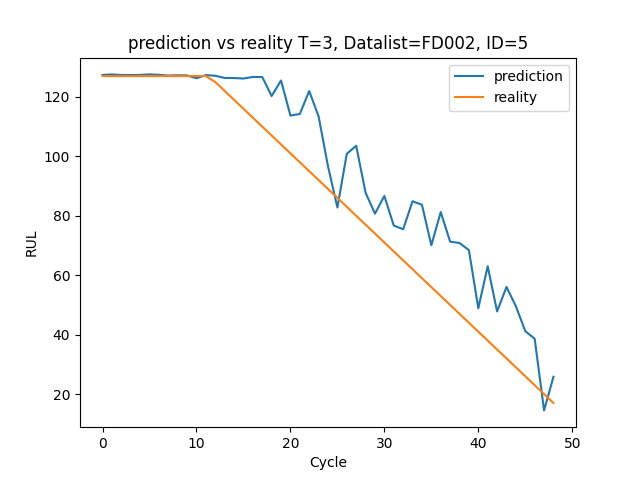 prediction vs reality T=3, Datalist=FD002, ID=5
prediction
reality
RUL
120
100
80
60
40
20
0 10 20 30 40 50
Cycle